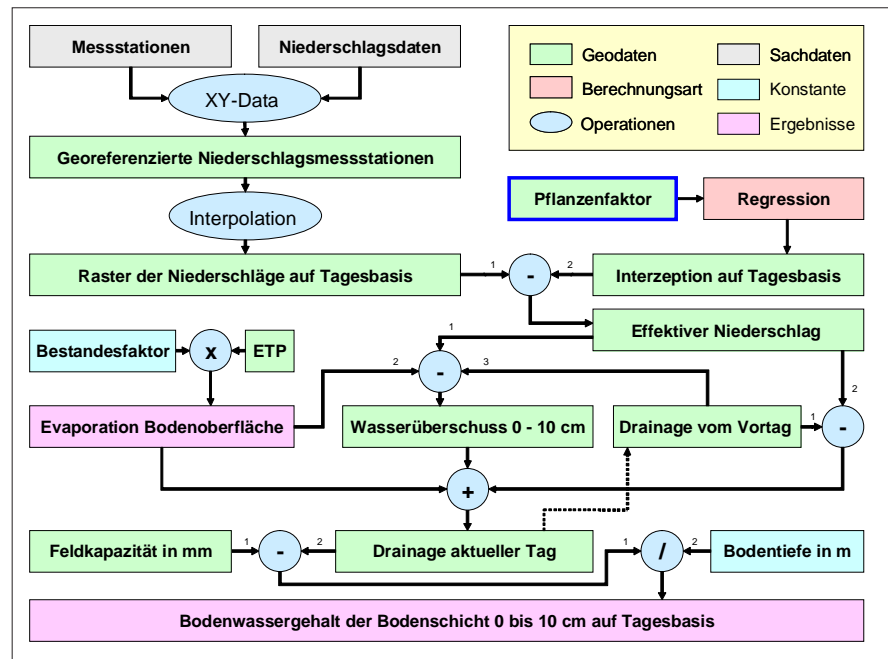 Messstationen
Niederschlagsdaten
Geodaten
Sachdaten
XY-Data
Berechnungsart
Konstante
Operationen
Ergebnisse
Georeferenzierte Niederschlagsmessstationen
Pflanzenfaktor
Regression
Interpolation
Raster der Niederschläge auf Tagesbasis
1
-
2
Interzeption auf Tagesbasis
Effektiver Niederschlag
1
Bestandesfaktor
x
ETP
2
-
3
2
Evaporation Bodenoberfläche
Wasserüberschuss 0 - 10 cm
Drainage vom Vortag
1
-
+
Feldkapazität in mm
1
-
2
Drainage aktueller Tag
1
/
2
Bodentiefe in m
Bodenwassergehalt der Bodenschicht 0 bis 10 cm auf Tagesbasis